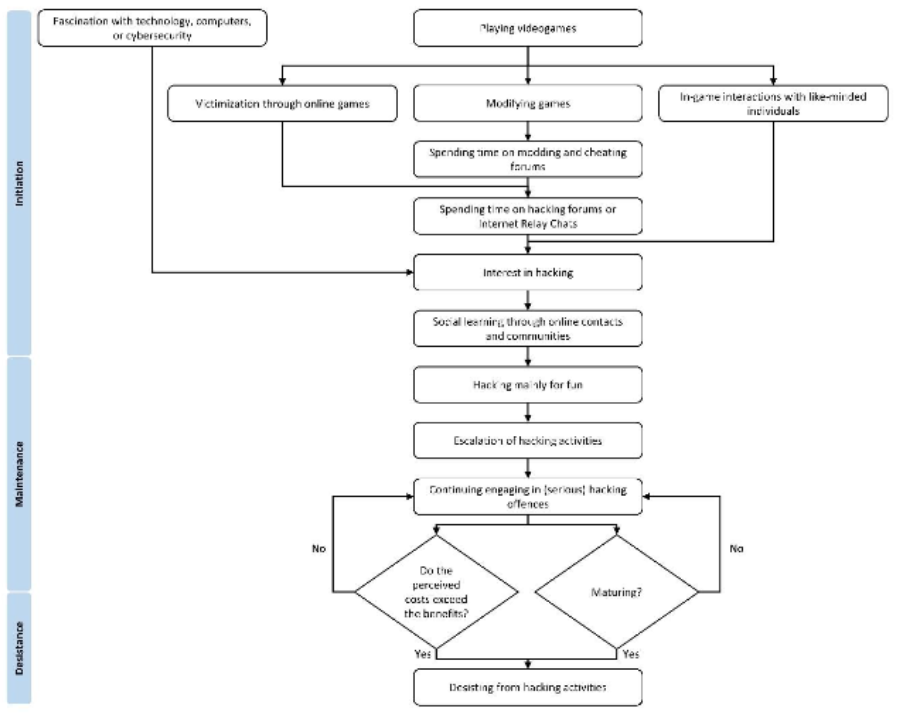 Fascination with technology, computers,
or cybersecurity
Playing videogames
Victimization through online games
Modifying games
In-game interactions with like-minded
individuals
Spending time on modding and cheating
forums
Spending time on hacking forums or
Internet Relay Chats
Interest in hacking
Social learning through online contacts
and communities
Initiation
Hacking mainly for fun
Escalation of hacking activities
Continuing engaging in (serious) hacking
offences
Maintenance
No
No
Do the
perceived
costs exceed
the benefits?
Maturing?
Yes
Yes
Desisting from hacking activities
Desistance